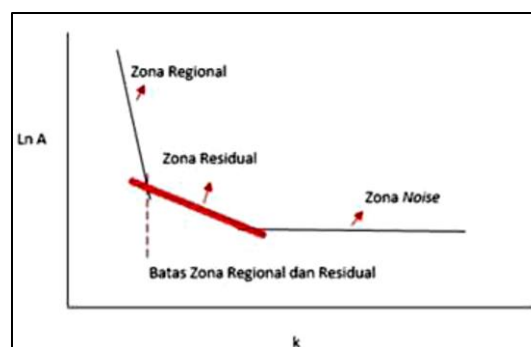 Zona Regional
Ln A
Zona Residual
Zona Noise
Batas Zona Regional dan Residual
k